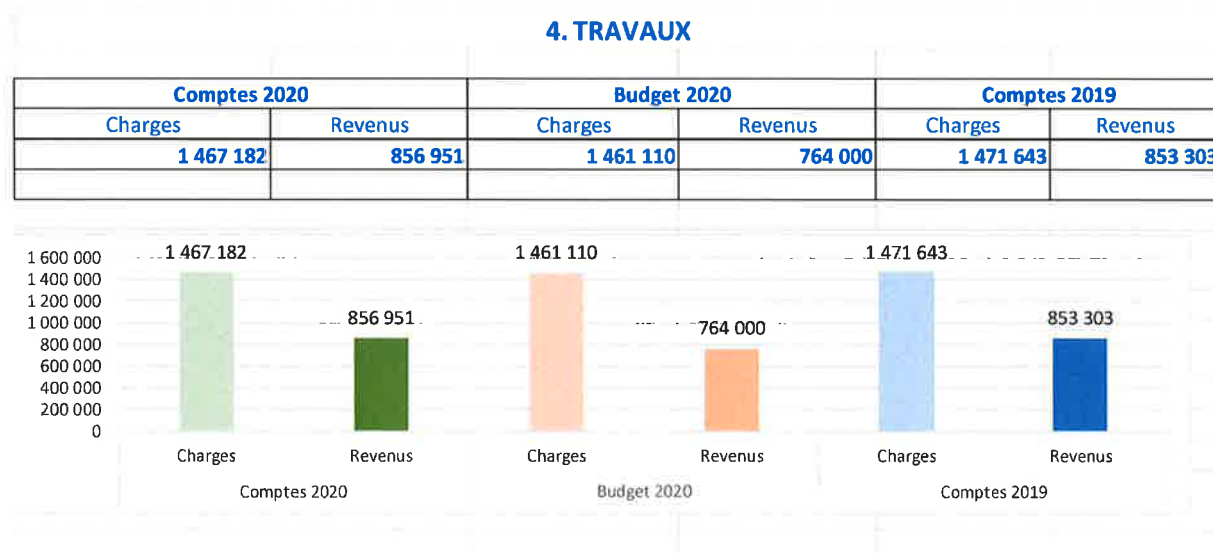 4. TRAVAUX
Comptes 2020 Budget 2020 Comptes 2019
Charges Revenus Charges Revenus Charges Revenus
1 467 182 856 951 1 461 110 764 000 1 471 643 853 303
1 467 182 1 461 110 1 471 643
1 600 000
1 400 000
1 200 000
1 000 000 856 951 764 000 853 303
800 000
600 000
400 000
200 000
0
Charges Revenus Charges Revenus Charges Revenus
Comptes 2020 Budget 2020 Comptes 2019